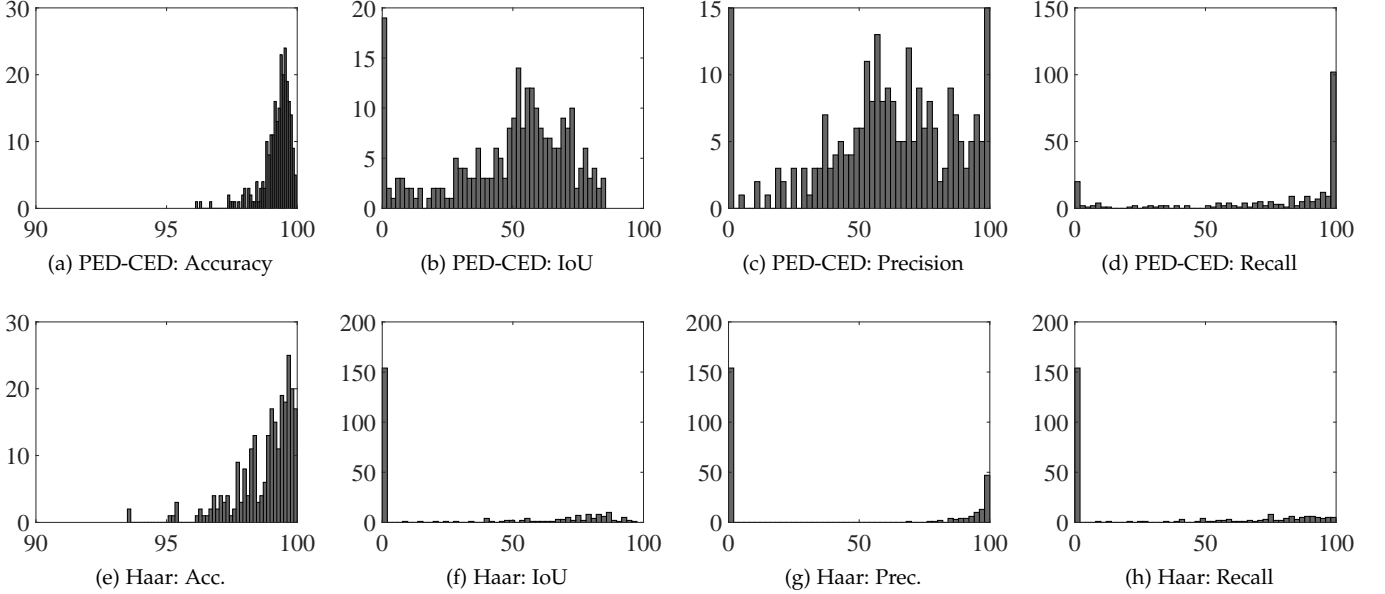 30
20
10
0
90 95 100
(a) PED-CED: Accuracy
20
15
10
5
0
0 50 100
(b) PED-CED: IoU
15
10
5
0
0 50 100
(c) PED-CED: Precision
150
100
50
0
0 50 100
(d) PED-CED: Recall
30
20
10
0
90 95 100
(e) Haar: Acc.
200
150
100
50
0
0 50 100
(f) Haar: IoU
200
150
100
50
0
0 50 100
(g) Haar: Prec.
200
150
100
50
0
0 50 100
(h) Haar: Recall